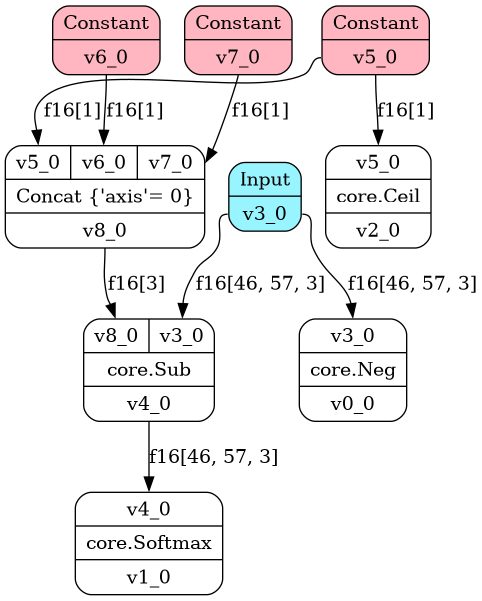 Constant
v6_0
Constant
v7_0
Constant
v5_0
f16[1]
f16[1]
f16[1]
f16[1]
v5_0 v6_0 v7_0
Concat {'axis'= 0}
v8_0
Input
v3_0
v5_0
core.Ceil
v2_0
f16[3]
f16[46, 57, 3]
f16[46, 57, 3]
v8_0 v3_0
core.Sub
v4_0
v3_0
core.Neg
v0_0
f16[46, 57, 3]
v4_0
core.Softmax
v1_0